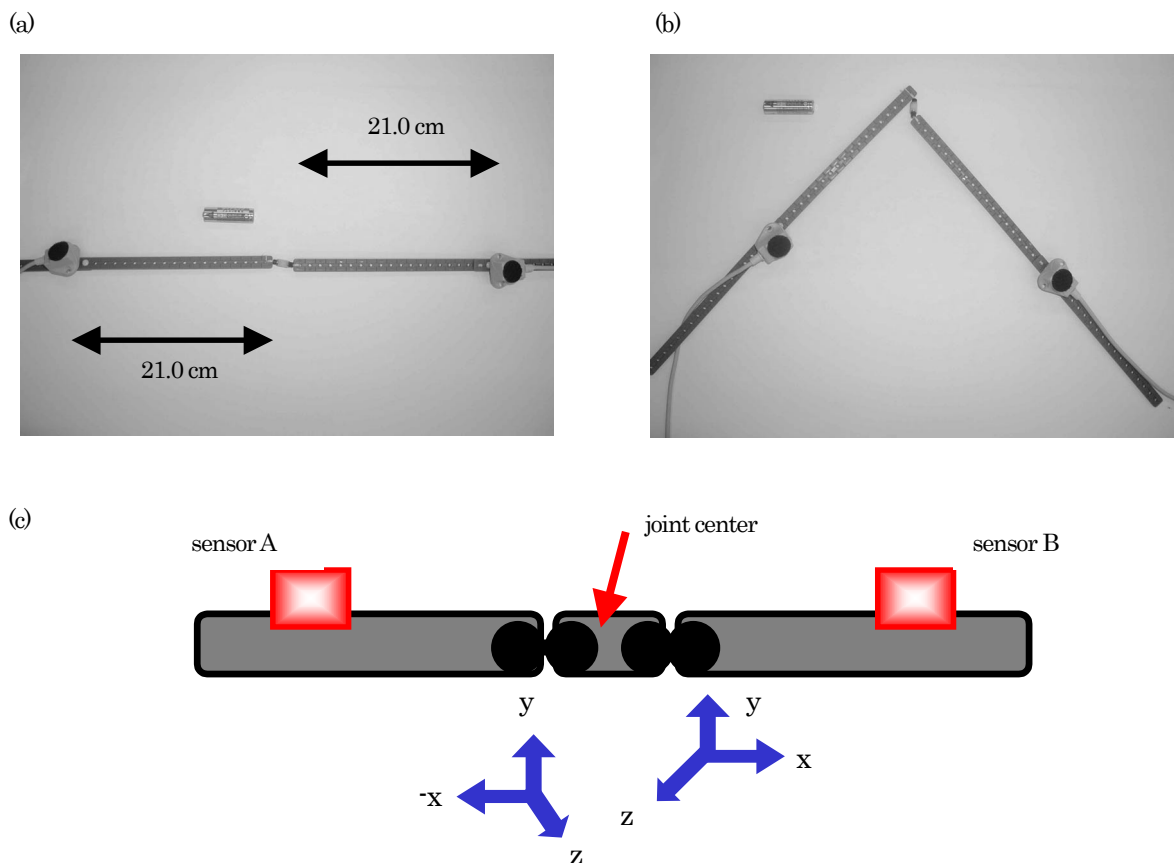 (a)
(b)
21.0 cm
21.0 cm
(c)
joint center
sensor A
sensor B
y
y
-x
x
z
z